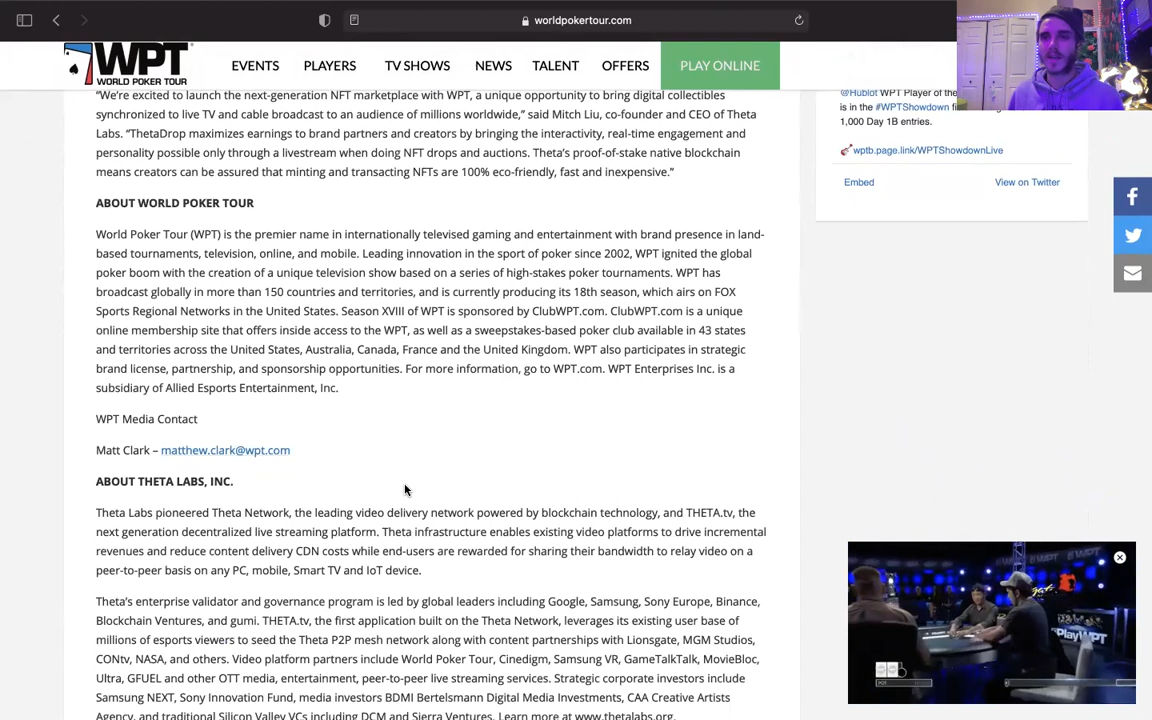 worldpokertour.com
WPT
WORLD POKER TOUR
EVENTS PLAYERS TV SHOWS NEWS TALENT OFFERS PLAY ONLINE
“We’re excited to launch the next-generation NFT marketplace with WPT, a unique opportunity to bring digital collectibles
synchronized to live TV and cable broadcast to an audience of millions worldwide,” said Mitch Liu, co-founder and CEO of Theta
Labs. “ThetaDrop maximizes earnings to brand partners and creators by bringing the interactivity, real-time engagement and
personality possible only through a livestream when doing NFT drops and auctions. Theta’s proof-of-stake native blockchain
means creators can be assured that minting and transacting NFTs are 100% eco-friendly, fast and inexpensive.”
ABOUT WORLD POKER TOUR
World Poker Tour (WPT) is the premier name in internationally televised gaming and entertainment with brand presence in land-
based tournaments, television, online, and mobile. Leading innovation in the sport of poker since 2002, WPT ignited the global
poker boom with the creation of a unique television show based on a series of high-stakes poker tournaments. WPT has
broadcast globally in more than 150 countries and territories, and is currently producing its 18th season, which airs on FOX
Sports Regional Networks in the United States. Season XVIII of WPT is sponsored by ClubWPT.com. ClubWPT.com is a unique
online membership site that offers inside access to the WPT, as well as a sweepstakes-based poker club available in 43 states
and territories across the United States, Australia, Canada, France and the United Kingdom. WPT also participates in strategic
brand license, partnership, and sponsorship opportunities. For more information, go to WPT.com. WPT Enterprises Inc. is a
subsidiary of Allied Esports Entertainment, Inc.
WPT Media Contact
Matt Clark – matthew.clark@wpt.com
ABOUT THETA LABS, INC.
Theta Labs pioneered Theta Network, the leading video delivery network powered by blockchain technology, and THETA.tv, the
next generation decentralized live streaming platform. Theta infrastructure enables existing video platforms to drive incremental
revenues and reduce content delivery CDN costs while end-users are rewarded for sharing their bandwidth to relay video on a
peer-to-peer basis on any PC, mobile, Smart TV and IoT device.
Theta’s enterprise validator and governance program is led by global leaders including Google, Samsung, Sony Europe, Binance,
Blockchain Ventures, and gumi. THETA.tv, the first application built on the Theta Network, leverages its existing user base of
millions of esports viewers to seed the Theta P2P mesh network along with content partnerships with Lionsgate, MGM Studios,
CONtv, NASA, and others. Video platform partners include World Poker Tour, Cinedigm, Samsung VR, GameTalkTalk, MovieBloc,
Ultra, GFUEL and other OTT media, entertainment, peer-to-peer live streaming services. Strategic corporate investors include
Samsung NEXT, Sony Innovation Fund, media investors BDMI Bertelsmann Digital Media Investments, CAA Creative Artists
Agency, and traditional Silicon Valley VCs including DCM and Sierra Ventures. Learn more at www.thetalabs.org.
@Hublot WPT Player of the
is in the #WPTShowdown
1,000 Day 1B entries.
wptb.page.link/WPTShowdownLive
Embed View on Twitter
#PlayWPT